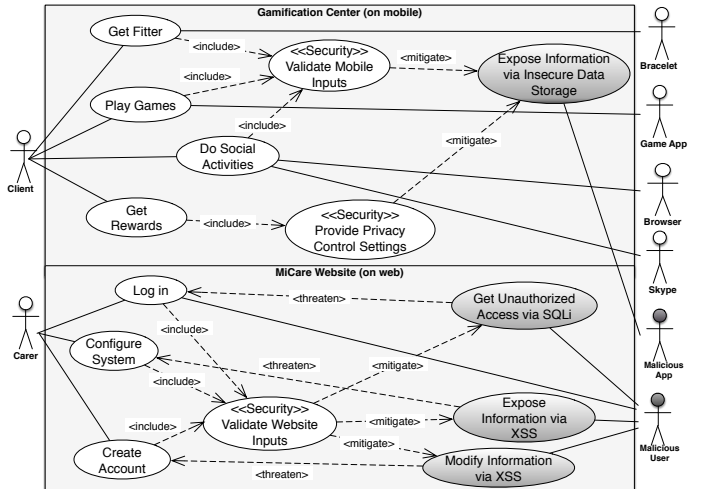 Gamification Center (on mobile)
Get Fitter
<include>
<<Security>>
Validate Mobile
Inputs
<mitigate>
Expose Information
via Insecure Data
Storage
Bracelet
<include>
Play Games
Game App
<include>
<mitigate>
Do Social
Activities
Client
Browser
Get
Rewards
<include>
<<Security>>
Provide Privacy
Control Settings
Skype
MiCare Website (on web)
Log in
<threaten>
Get Unauthorized
Access via SQLi
<include>
Carer
Configure
System
<threaten>
<mitigate>
Malicious
App
<include>
<<Security>>
Validate Website
Inputs
<mitigate>
Expose
Information via
XSS
<include>
<mitigate>
Malicious
User
Create
Account
<threaten>
Modify Information
via XSS